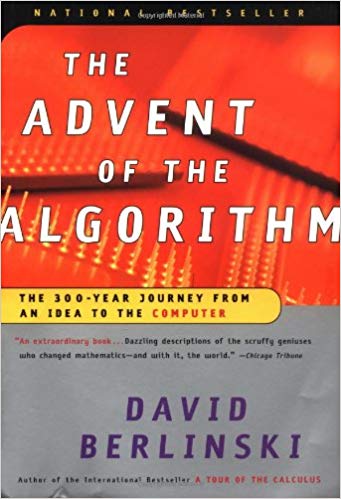 NATIONAL BESTSELLER
Copyrighted Material
THE
ADVENT
OF THE
ALGORITHM
THE 300-YEAR JOURNEY FROM
AN IDEA TO THE COMPUTER
"An extraordinary book...Dazzling descriptions of the scruffy geniuses
who changed mathematics—and with it, the world." —Chicago Tribune
DAVID
BERLINSKI
Author of the International Bestseller A TOUR OF THE CALCULUS